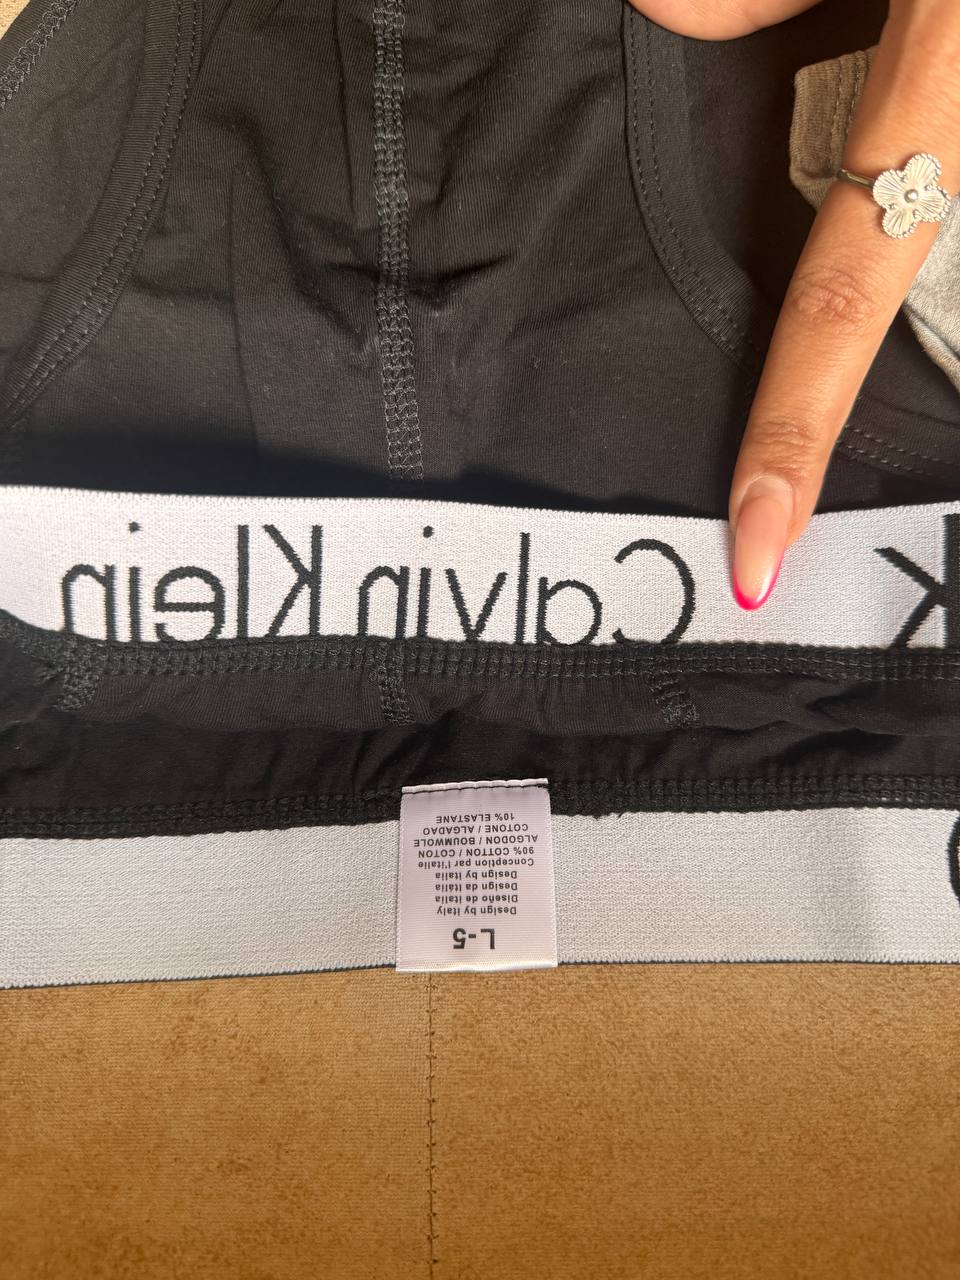 Calvin Klein
L-5
Design by italy
Diseño de italia
Design da itália
Design by italia
Conception par l'italie
90% COTTON / COTON
ALGODON / BOUMWOLE
COTONE / ALGADAO
10% ELASTANE